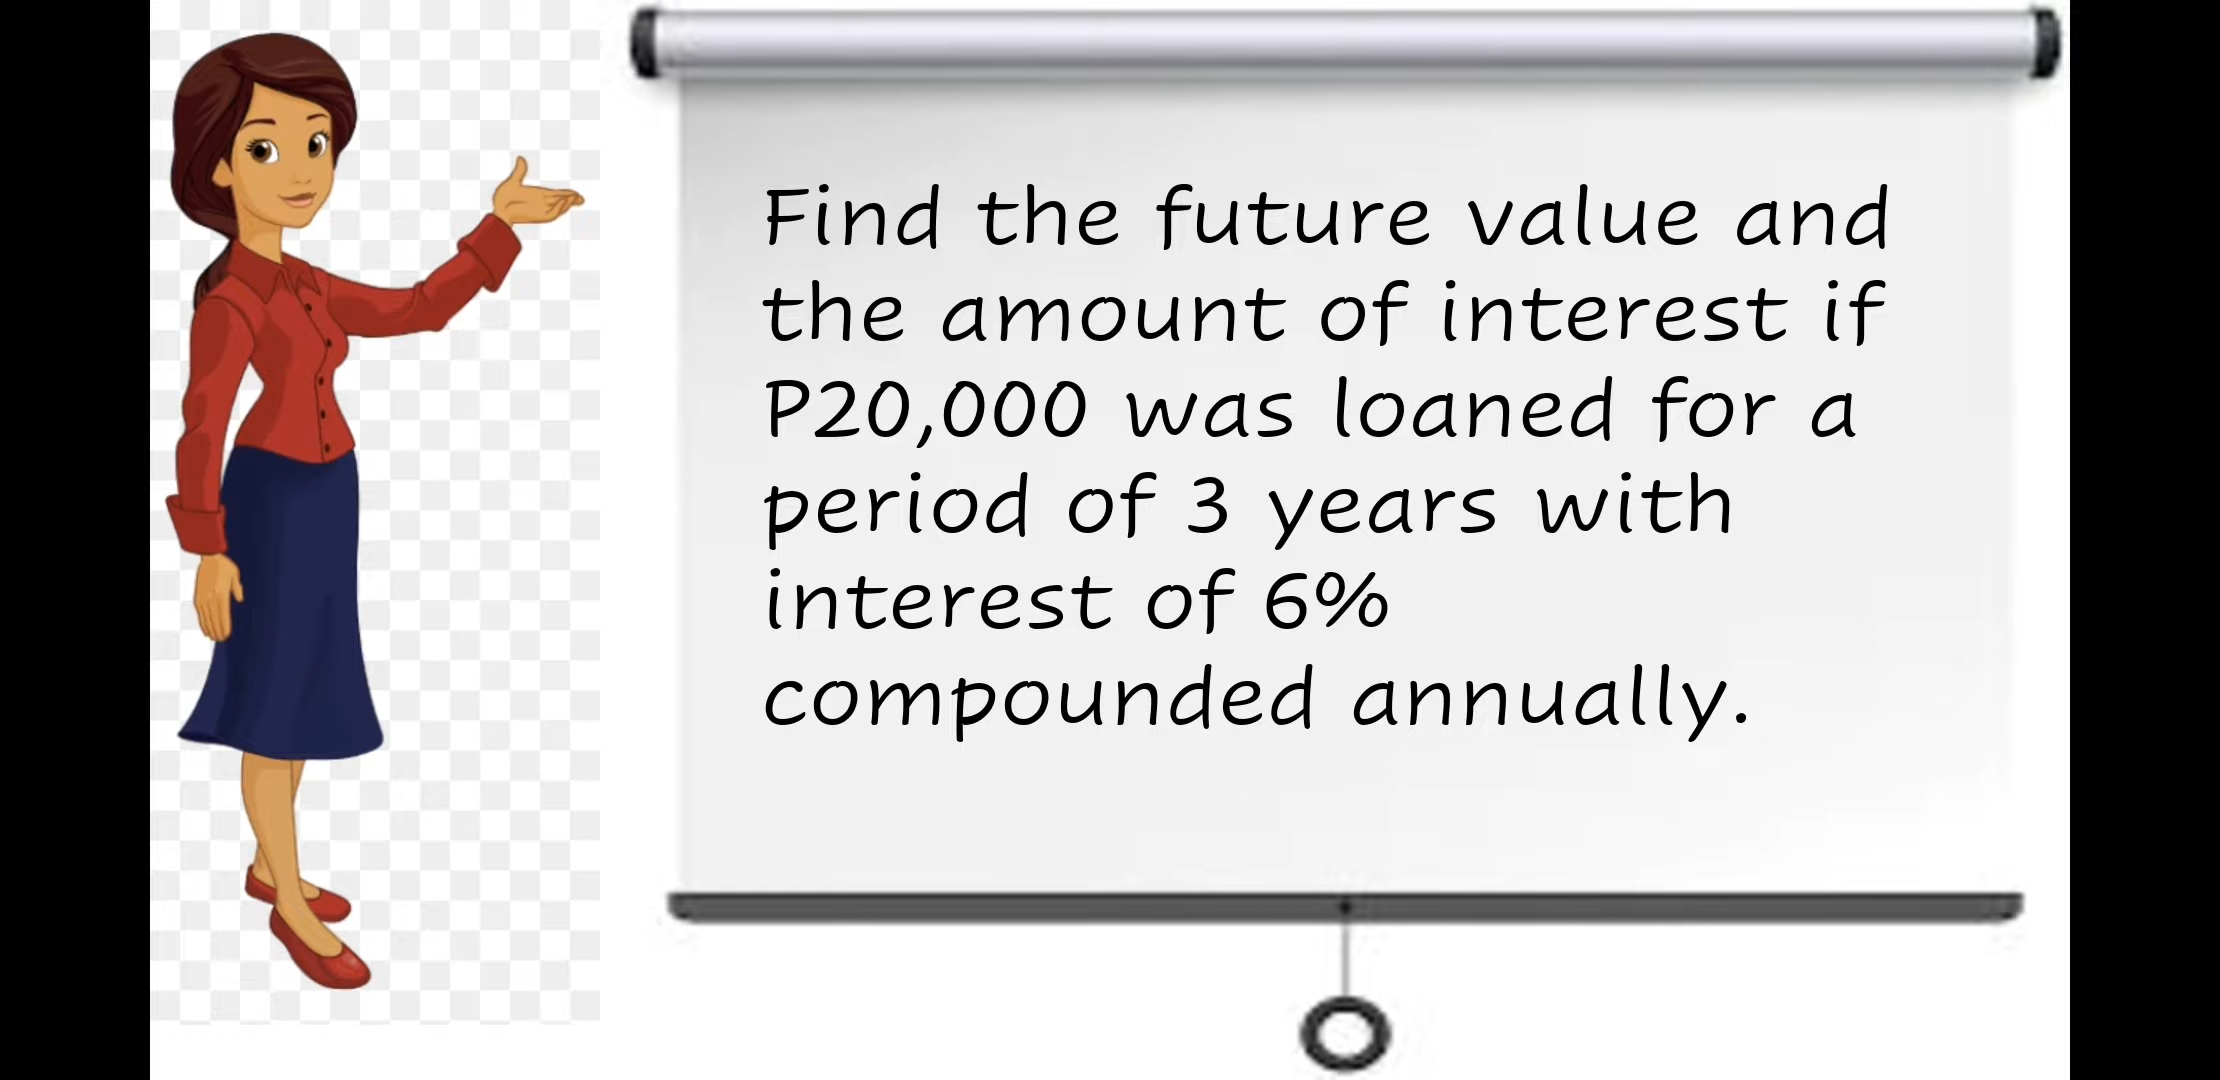 Find the future value and
the amount of interest if
P20,000 was loaned for a
period of 3 years with
interest of 6%
compounded annually.